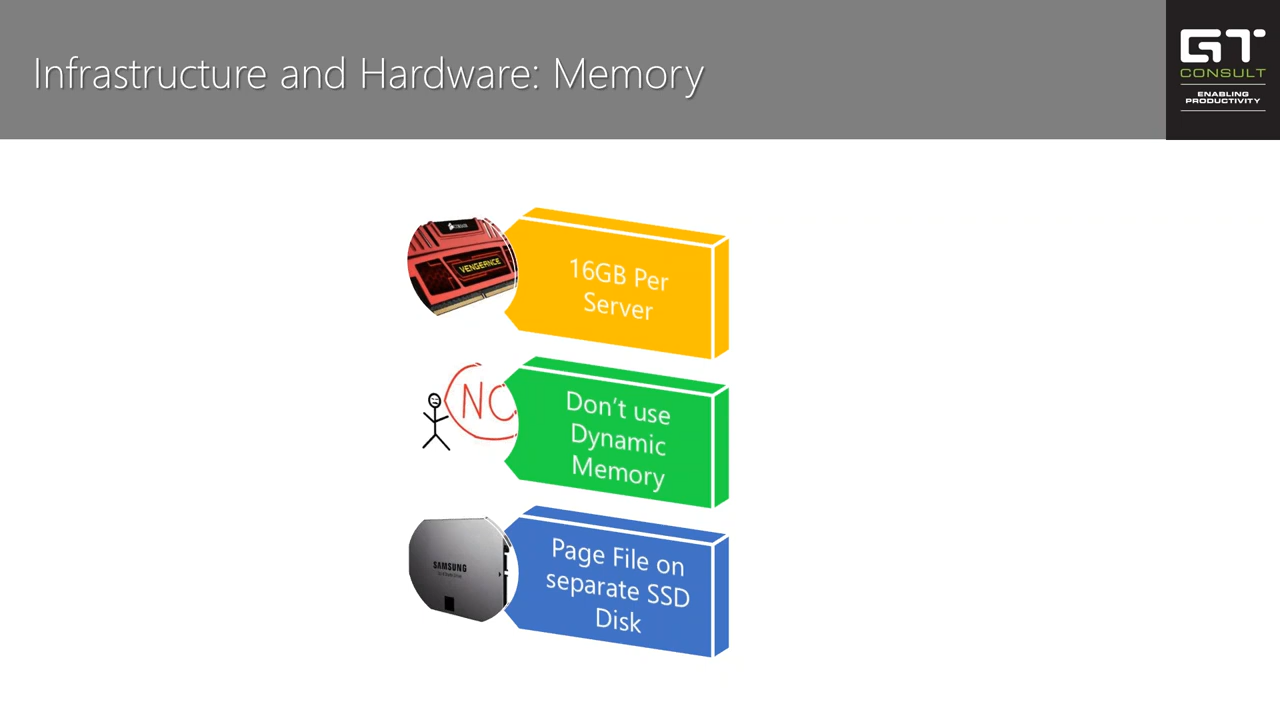 Infrastructure and Hardware: Memory
GT
CONSULT
ENABLING
PRODUCTIVITY
CORSAIR
VENGEANCE
16GB Per
Server
NO
Don't use
Dynamic
Memory
SAMSUNG
Page File on
separate SSD
Disk